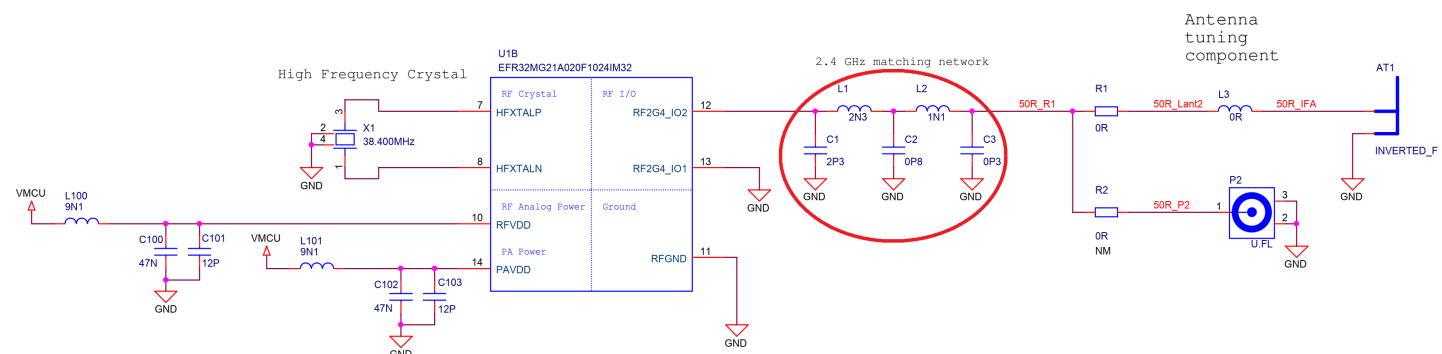 Antenna
tuning
component
U1B
EFR32MG21A020F1024IM32
2.4 GHz matching network
High Frequency Crystal
AT1
RF Crystal
RF I/O
L1
L2
R1
L3
3
7
HFXTALP
RF2G4_IO2
12
2N3
1N1
50R_R1
50R_Lant2
50R_IFA
0R
0R
2
4
X1
38.400MHz
C1
C2
C3
INVERTED_F
2P3
0P8
0P3
1
8
HFXTALN
RF2G4_IO1
13
GND
GND
GND
GND
GND
GND
VMCU
L100
9N1
RF Analog Power
Ground
R2
P2
50R_P2
1
3
2
10
RFVDD
C100
C101
VMCU
L101
9N1
PA Power
0R
U.FL
47N
12P
14
PAVDD
RFGND
11
NM
GND
C102
C103
GND
47N
12P
GND
GND